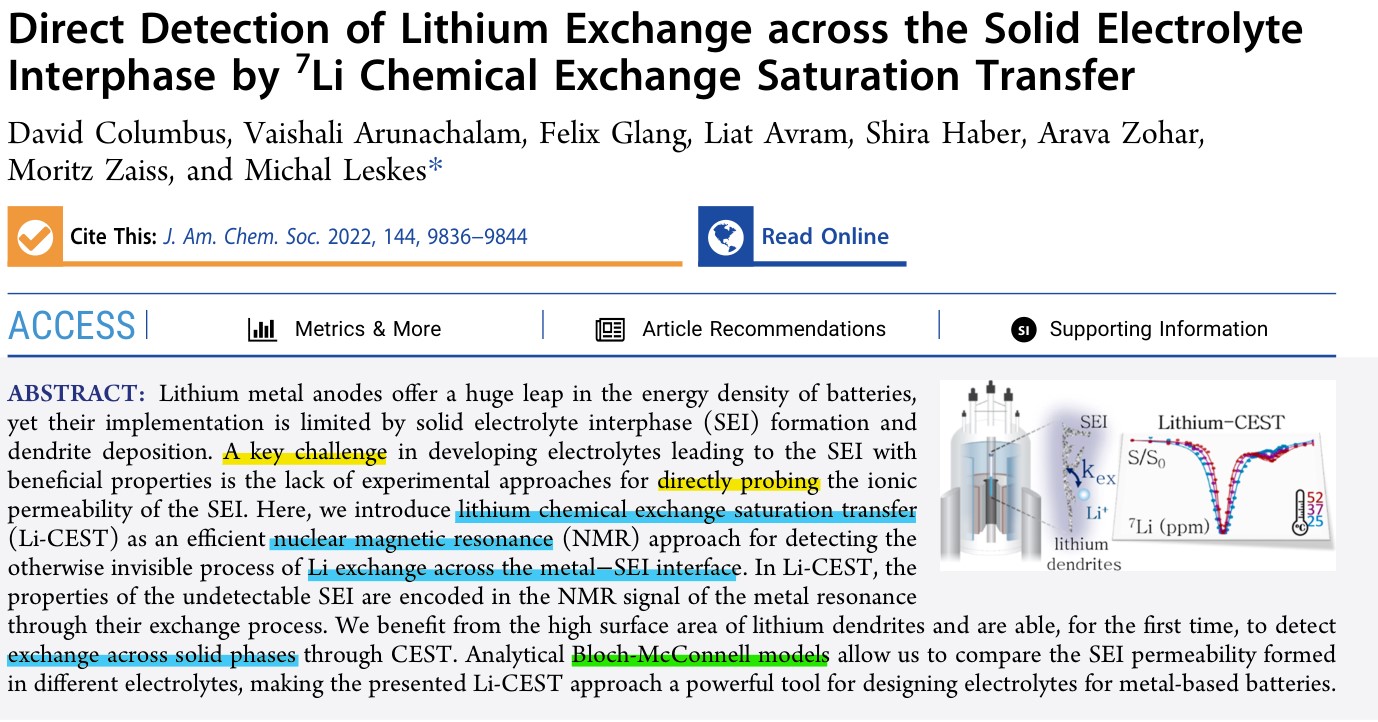 Direct Detection of Lithium Exchange across the Solid Electrolyte
Interphase by ⁷Li Chemical Exchange Saturation Transfer
David Columbus, Vaishali Arunachalam, Felix Glang, Liat Avram, Shira Haber, Arava Zohar,
Moritz Zaiss, and Michal Leskes*
Cite This: J. Am. Chem. Soc. 2022, 144, 9836–9844
Read Online
ACCESS
Metrics & More
Article Recommendations
SI Supporting Information
ABSTRACT: Lithium metal anodes offer a huge leap in the energy density of batteries,
yet their implementation is limited by solid electrolyte interphase (SEI) formation and
dendrite deposition. A key challenge in developing electrolytes leading to the SEI with
beneficial properties is the lack of experimental approaches for directly probing the ionic
permeability of the SEI. Here, we introduce lithium chemical exchange saturation transfer
(Li-CEST) as an efficient nuclear magnetic resonance (NMR) approach for detecting the
otherwise invisible process of Li exchange across the metal−SEI interface. In Li-CEST, the
properties of the undetectable SEI are encoded in the NMR signal of the metal resonance
through their exchange process. We benefit from the high surface area of lithium dendrites and are able, for the first time, to detect
exchange across solid phases through CEST. Analytical Bloch-McConnell models allow us to compare the SEI permeability formed
in different electrolytes, making the presented Li-CEST approach a powerful tool for designing electrolytes for metal-based batteries.
SEI
kex
Li⁺
lithium
dendrites
Lithium-CEST
S/S₀
⁷Li (ppm)
52
37
25
°C